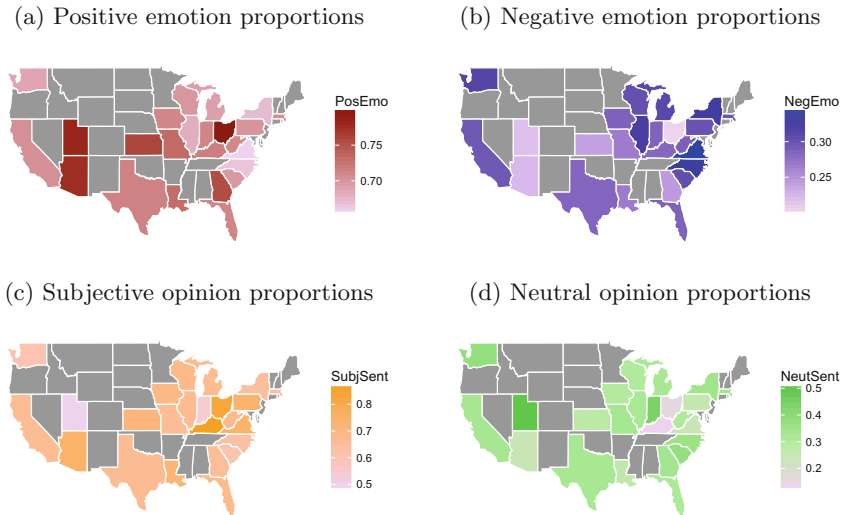 (a) Positive emotion proportions
PosEmo
0.75
0.70
(b) Negative emotion proportions
NegEmo
0.30
0.25
(c) Subjective opinion proportions
SubjSent
0.8
0.7
0.6
0.5
(d) Neutral opinion proportions
NeutSent
0.5
0.4
0.3
0.2